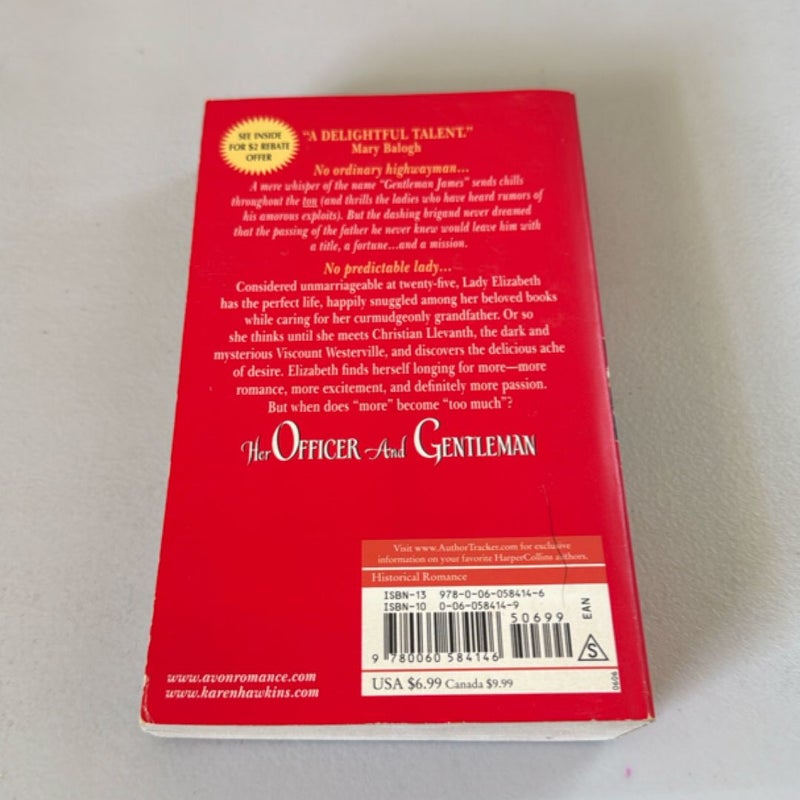 SEE INSIDE
FOR $2 REBATE
OFFER
"A DELIGHTFUL TALENT."
Mary Balogh
No ordinary highwayman...
A mere whisper of the name "Gentleman James" sends chills
throughout the ton (and thrills the ladies who have heard rumors of
his amorous exploits). But the dashing brigand never dreamed
that the passing of the father he never knew would leave him with
a title, a fortune...and a mission.
No predictable lady...
Considered unmarriageable at twenty-five, Lady Elizabeth
has the perfect life, happily snuggled among her beloved books
while caring for her curmudgeonly grandfather. Or so
she thinks until she meets Christian Llevanth, the dark and
mysterious Viscount Westerville, and discovers the delicious ache
of desire. Elizabeth finds herself longing for more—more
romance, more excitement, and definitely more passion.
But when does "more" become "too much"?
Her OFFICER And GENTLEMAN
Visit www.AuthorTracker.com for exclusive
information on your favorite HarperCollins authors.
Historical Romance
ISBN-13 978-0-06-058414-6
ISBN-10 0-06-058414-9
50699
EAN
S
9 780060 584146
USA $6.99 Canada $9.99
0606
www.avonromance.com
www.karenhawkins.com